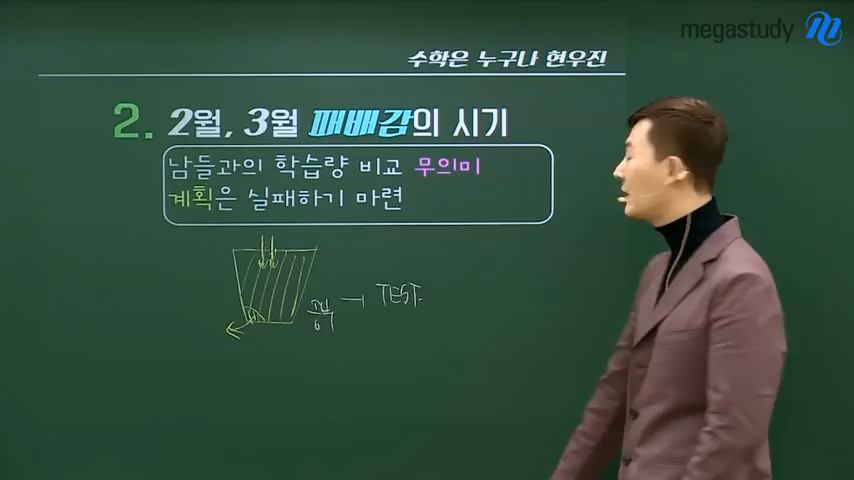 megastudy
수학은 누구나 현우진
2. 2월, 3월 패배감의 시기
남들과의 학습량 비교 무의미
계획은 실패하기 마련
6
→ TEST.